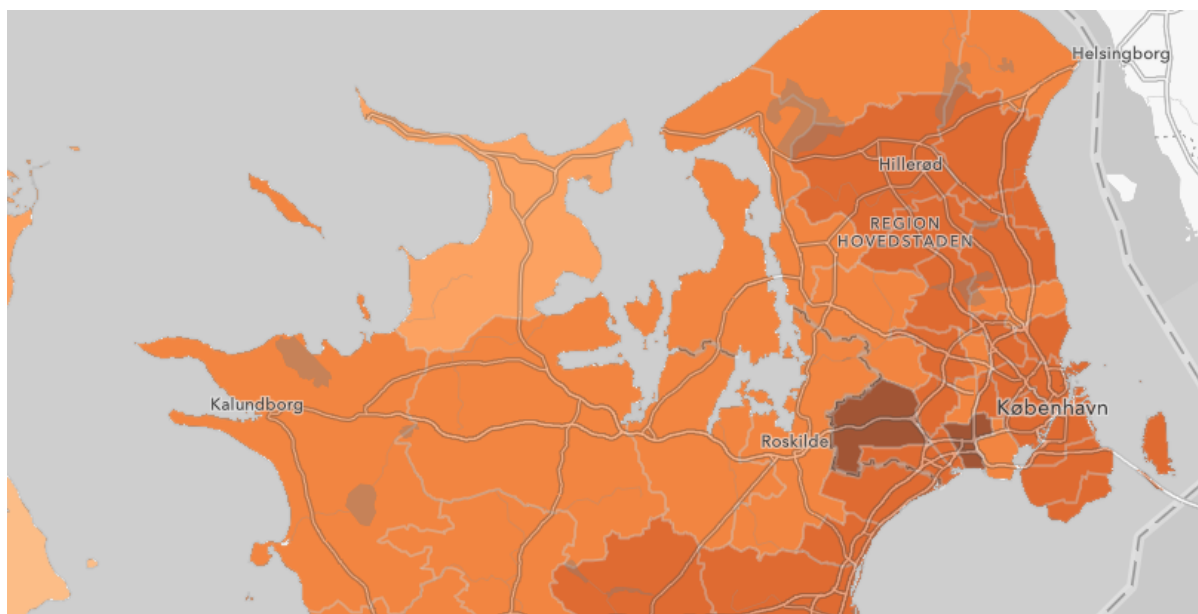 Helsingborg
Hillerød
REGION
HOVEDSTADEN
Kalundborg
København
Roskilde